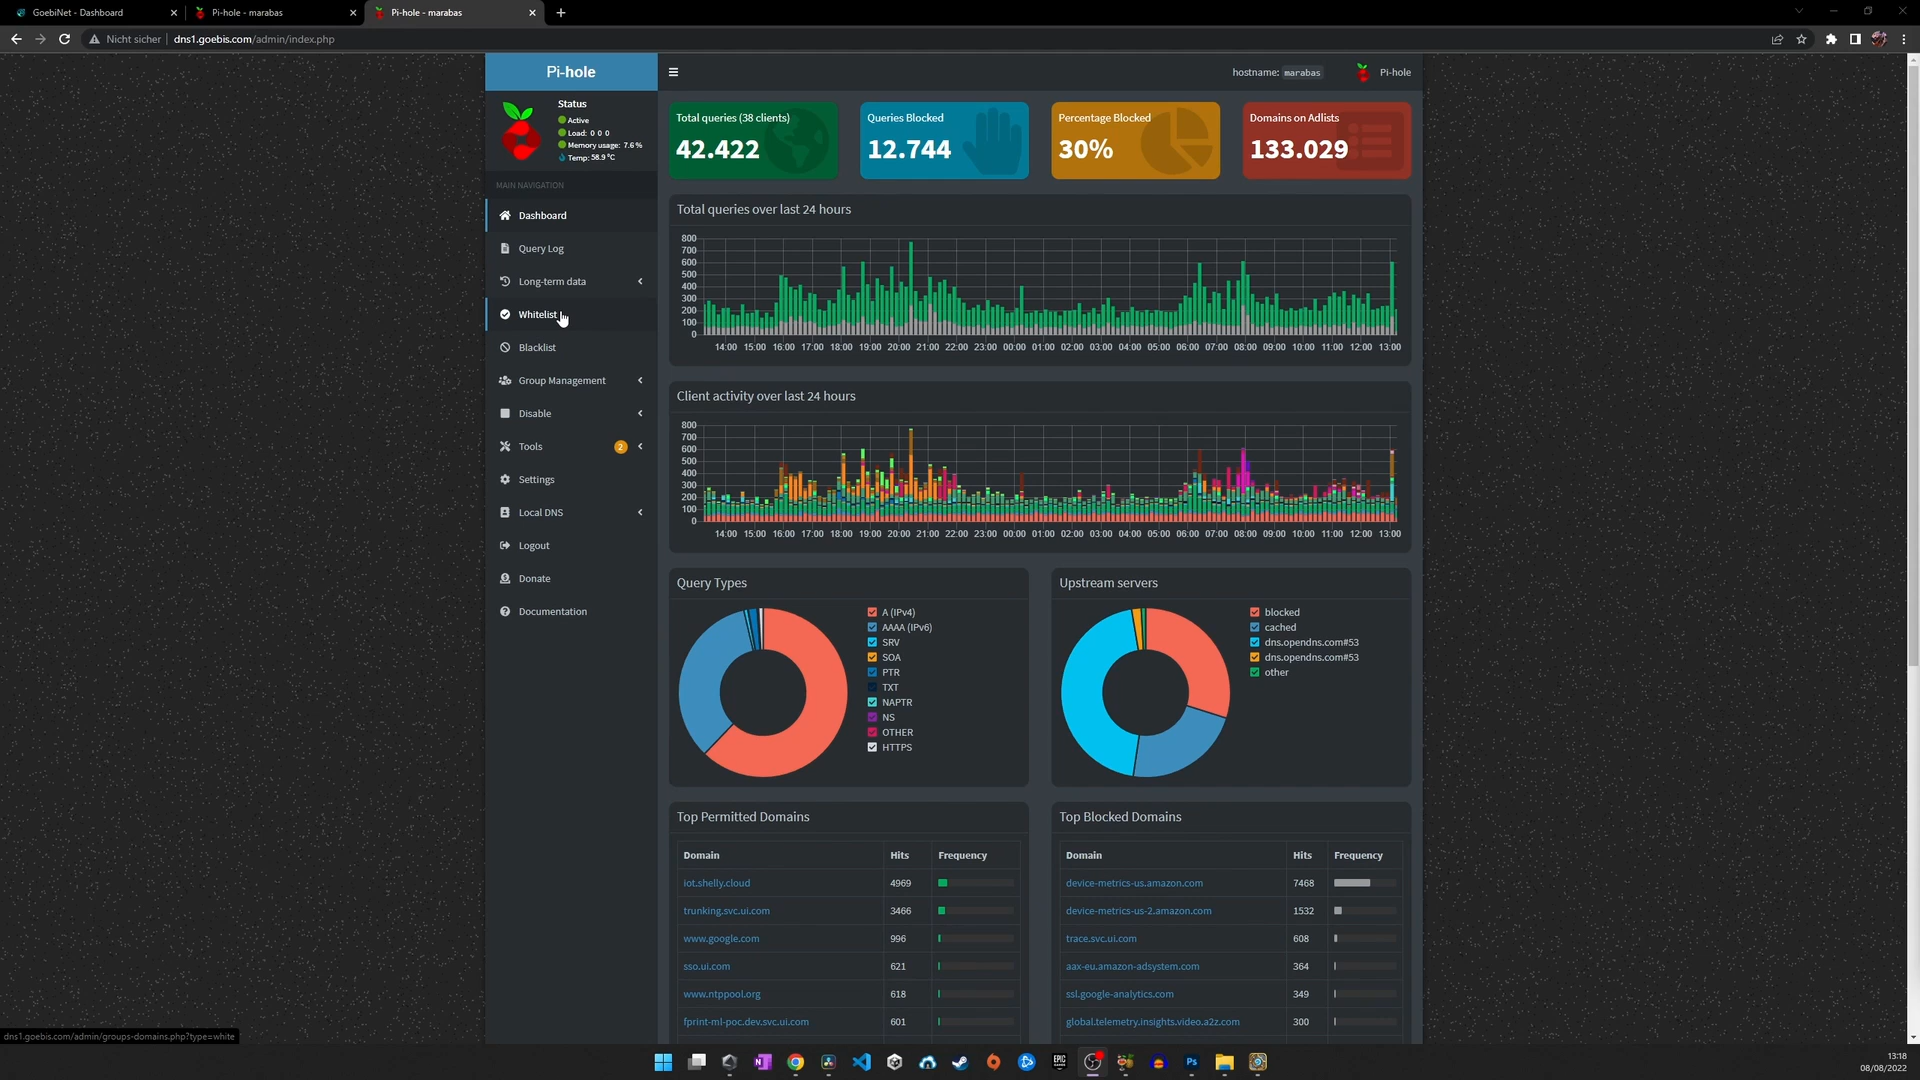 GoebiNet - Dashboard
Pi-hole - marabas
Pi-hole - marabas
Nicht sicher
dns1.goebis.com/admin/index.php
Pi-hole
hostname: marabas
Pi-hole
Status
Active
Load: 0 0 0
Memory usage: 7.6 %
Temp: 58.9 °C
MAIN NAVIGATION
Dashboard
Query Log
Long-term data
Whitelist
Blacklist
Group Management
Disable
Tools
2
Settings
Local DNS
Logout
Donate
Documentation
Total queries (38 clients)
42.422
Queries Blocked
12.744
Percentage Blocked
30%
Domains on Adlists
133.029
Total queries over last 24 hours
800
700
600
500
400
300
200
100
0
14:00 15:00 16:00 17:00 18:00 19:00 20:00 21:00 22:00 23:00 00:00 01:00 02:00 03:00 04:00 05:00 06:00 07:00 08:00 09:00 10:00 11:00 12:00 13:00
Client activity over last 24 hours
800
700
600
500
400
300
200
100
0
14:00 15:00 16:00 17:00 18:00 19:00 20:00 21:00 22:00 23:00 00:00 01:00 02:00 03:00 04:00 05:00 06:00 07:00 08:00 09:00 10:00 11:00 12:00 13:00
Query Types
A (IPv4)
AAAA (IPv6)
SRV
SOA
PTR
TXT
NAPTR
NS
OTHER
HTTPS
Upstream servers
blocked
cached
dns.opendns.com#53
dns.opendns.com#53
other
Top Permitted Domains
Domain Hits Frequency
iot.shelly.cloud 4969
trunking.svc.ui.com 3466
www.google.com 996
sso.ui.com 621
www.ntppool.org 618
fprint-ml-poc.dev.svc.ui.com 601
Top Blocked Domains
Domain Hits Frequency
device-metrics-us.amazon.com 7468
device-metrics-us-2.amazon.com 1532
trace.svc.ui.com 608
aax-eu.amazon-adsystem.com 364
ssl.google-analytics.com 349
global.telemetry.insights.video.a2z.com 300
dns1.goebis.com/admin/groups-domains.php?type=white
N
EPIC
Ps
13:18
08/08/2022